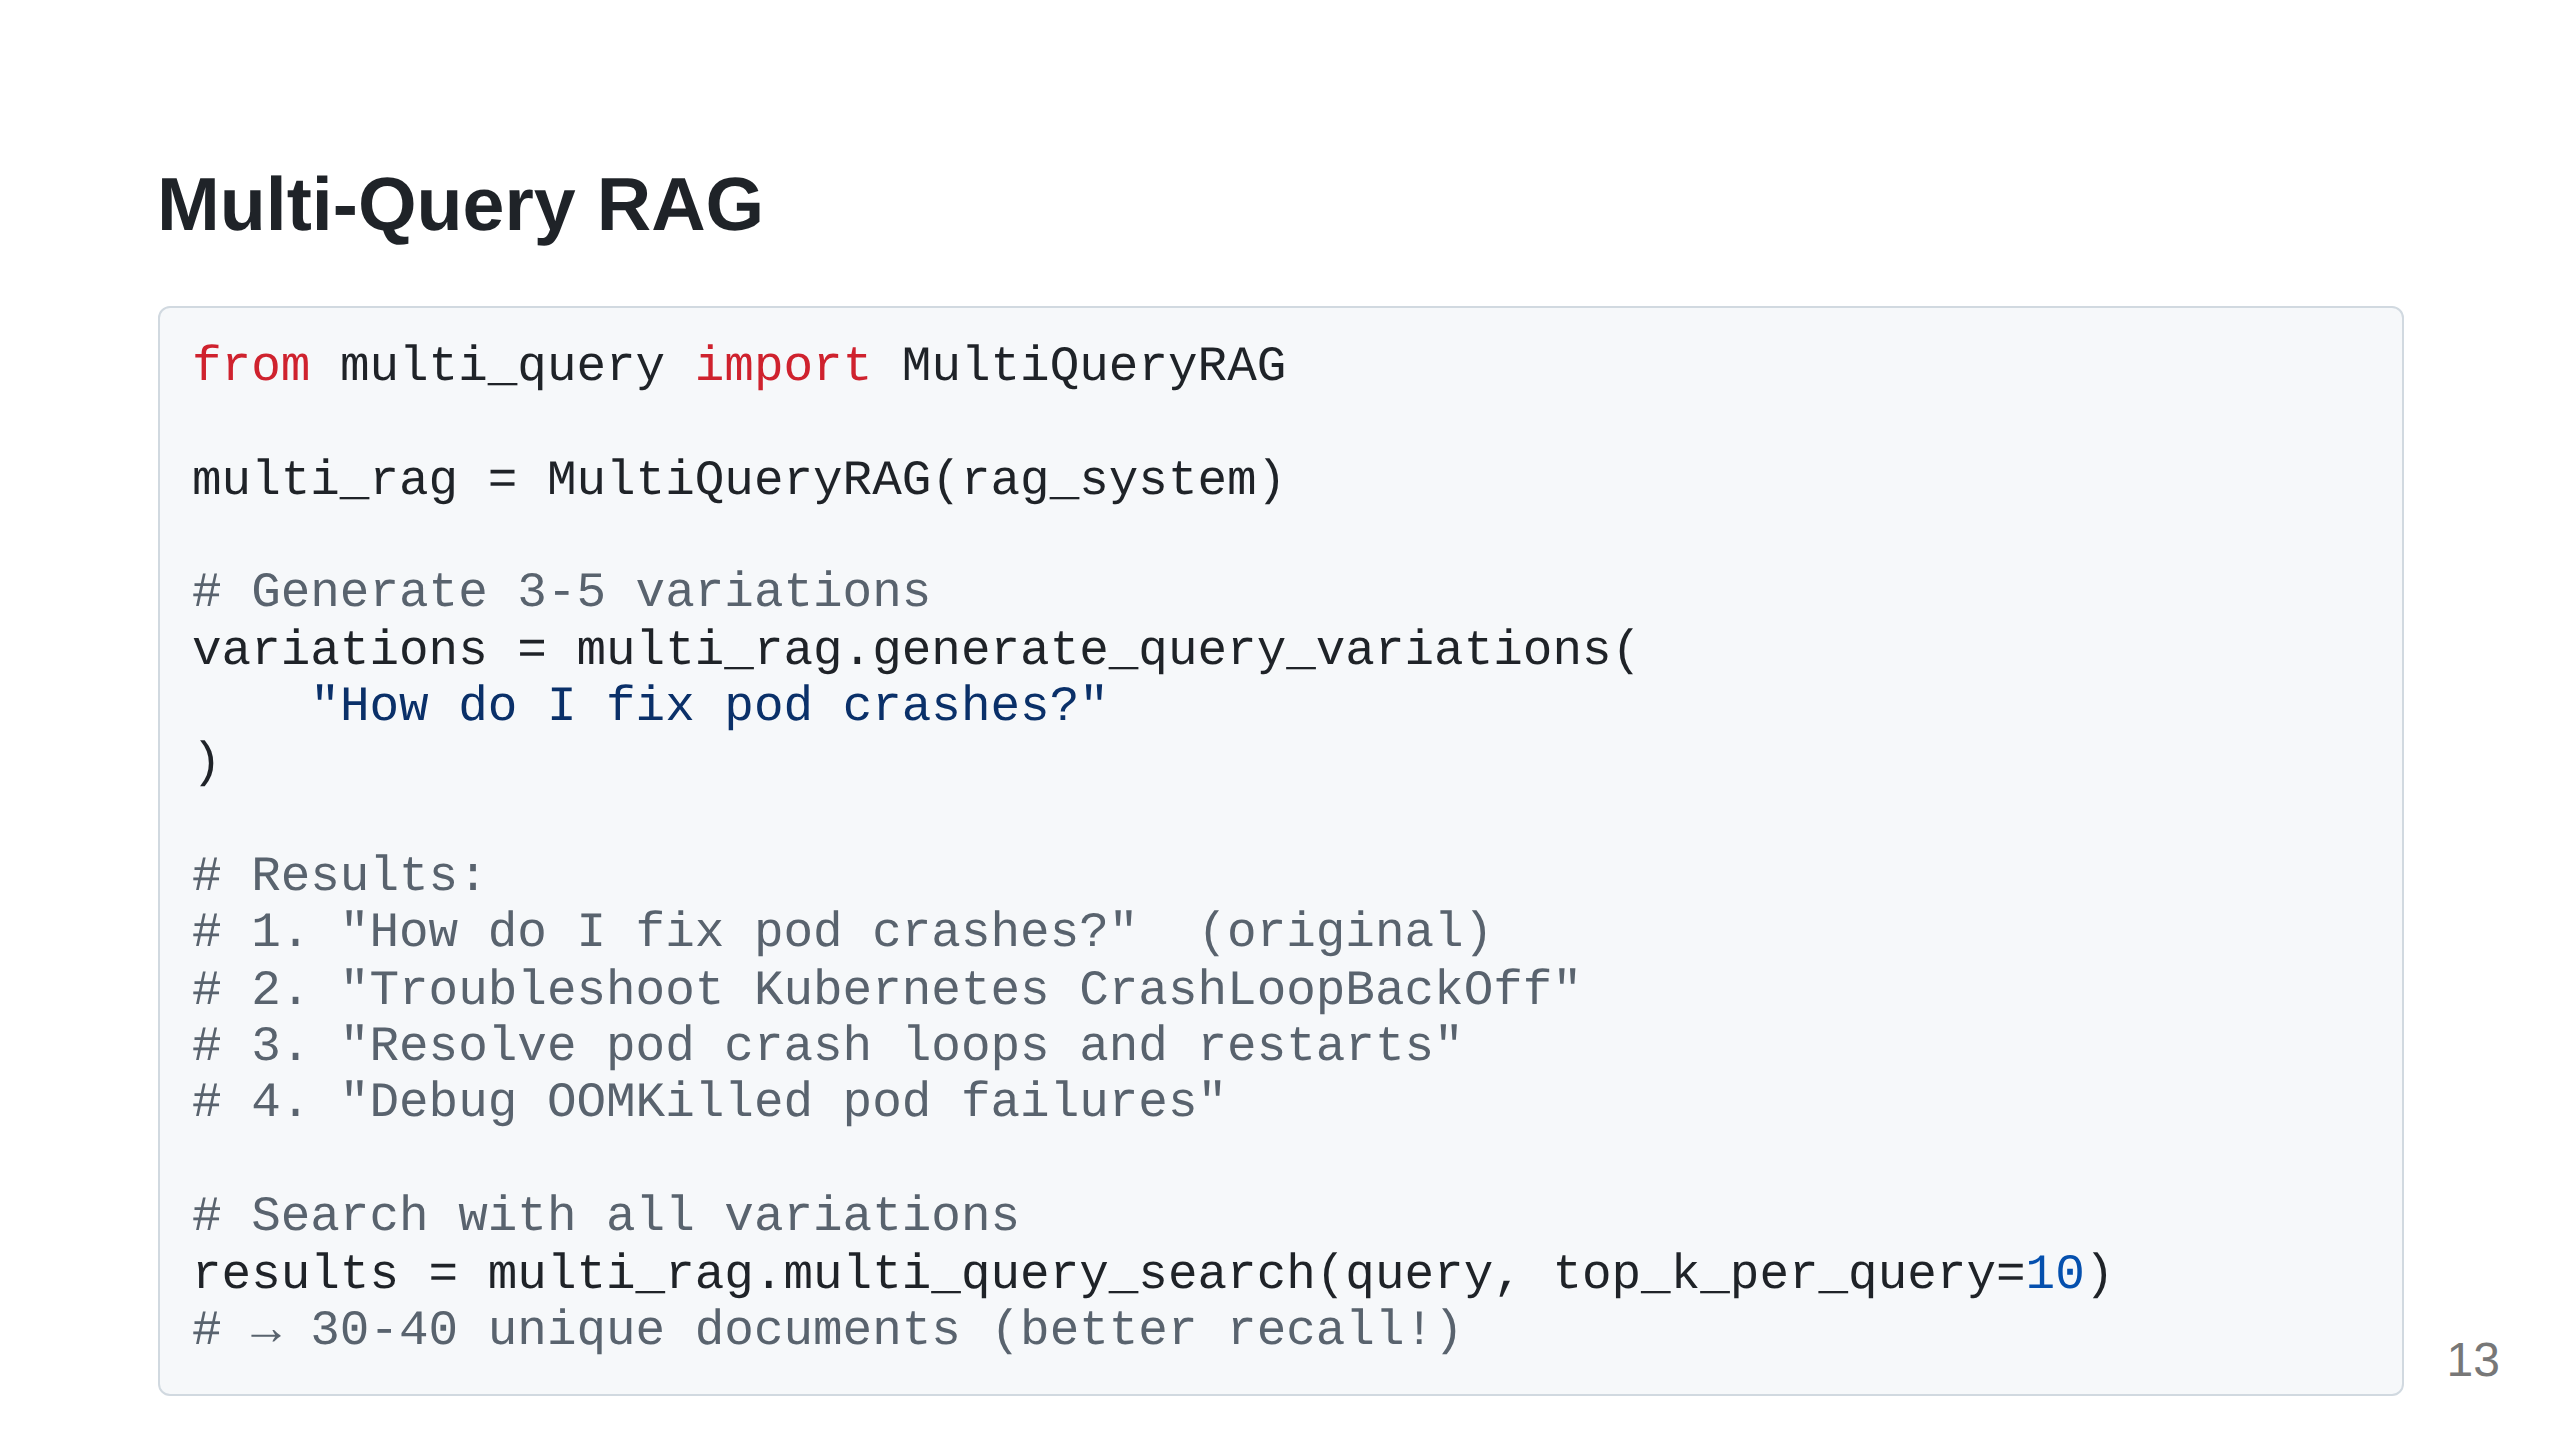 Multi-Query RAG
from multi_query import MultiQueryRAG
multi_rag = MultiQueryRAG(rag_system)
# Generate 3-5 variations
variations = multi_rag.generate_query_variations(
    "How do I fix pod crashes?"
)
# Results:
# 1. "How do I fix pod crashes?"  (original)
# 2. "Troubleshoot Kubernetes CrashLoopBackOff"
# 3. "Resolve pod crash loops and restarts"
# 4. "Debug OOMKilled pod failures"
# Search with all variations
results = multi_rag.multi_query_search(query, top_k_per_query=10)
# → 30-40 unique documents (better recall!)
13